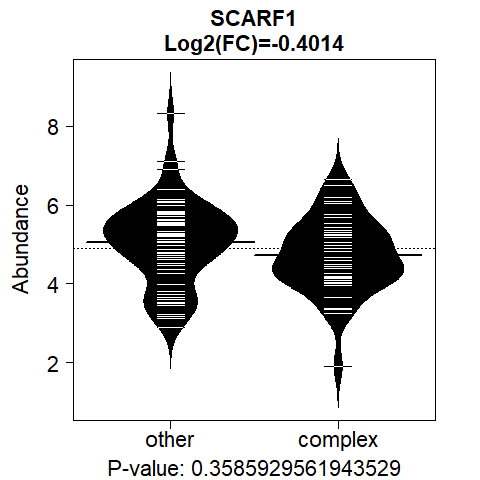 SCARF1
Log2(FC)=-0.4014
Abundance
8
6
4
2
other complex
P-value: 0.3585929561943529